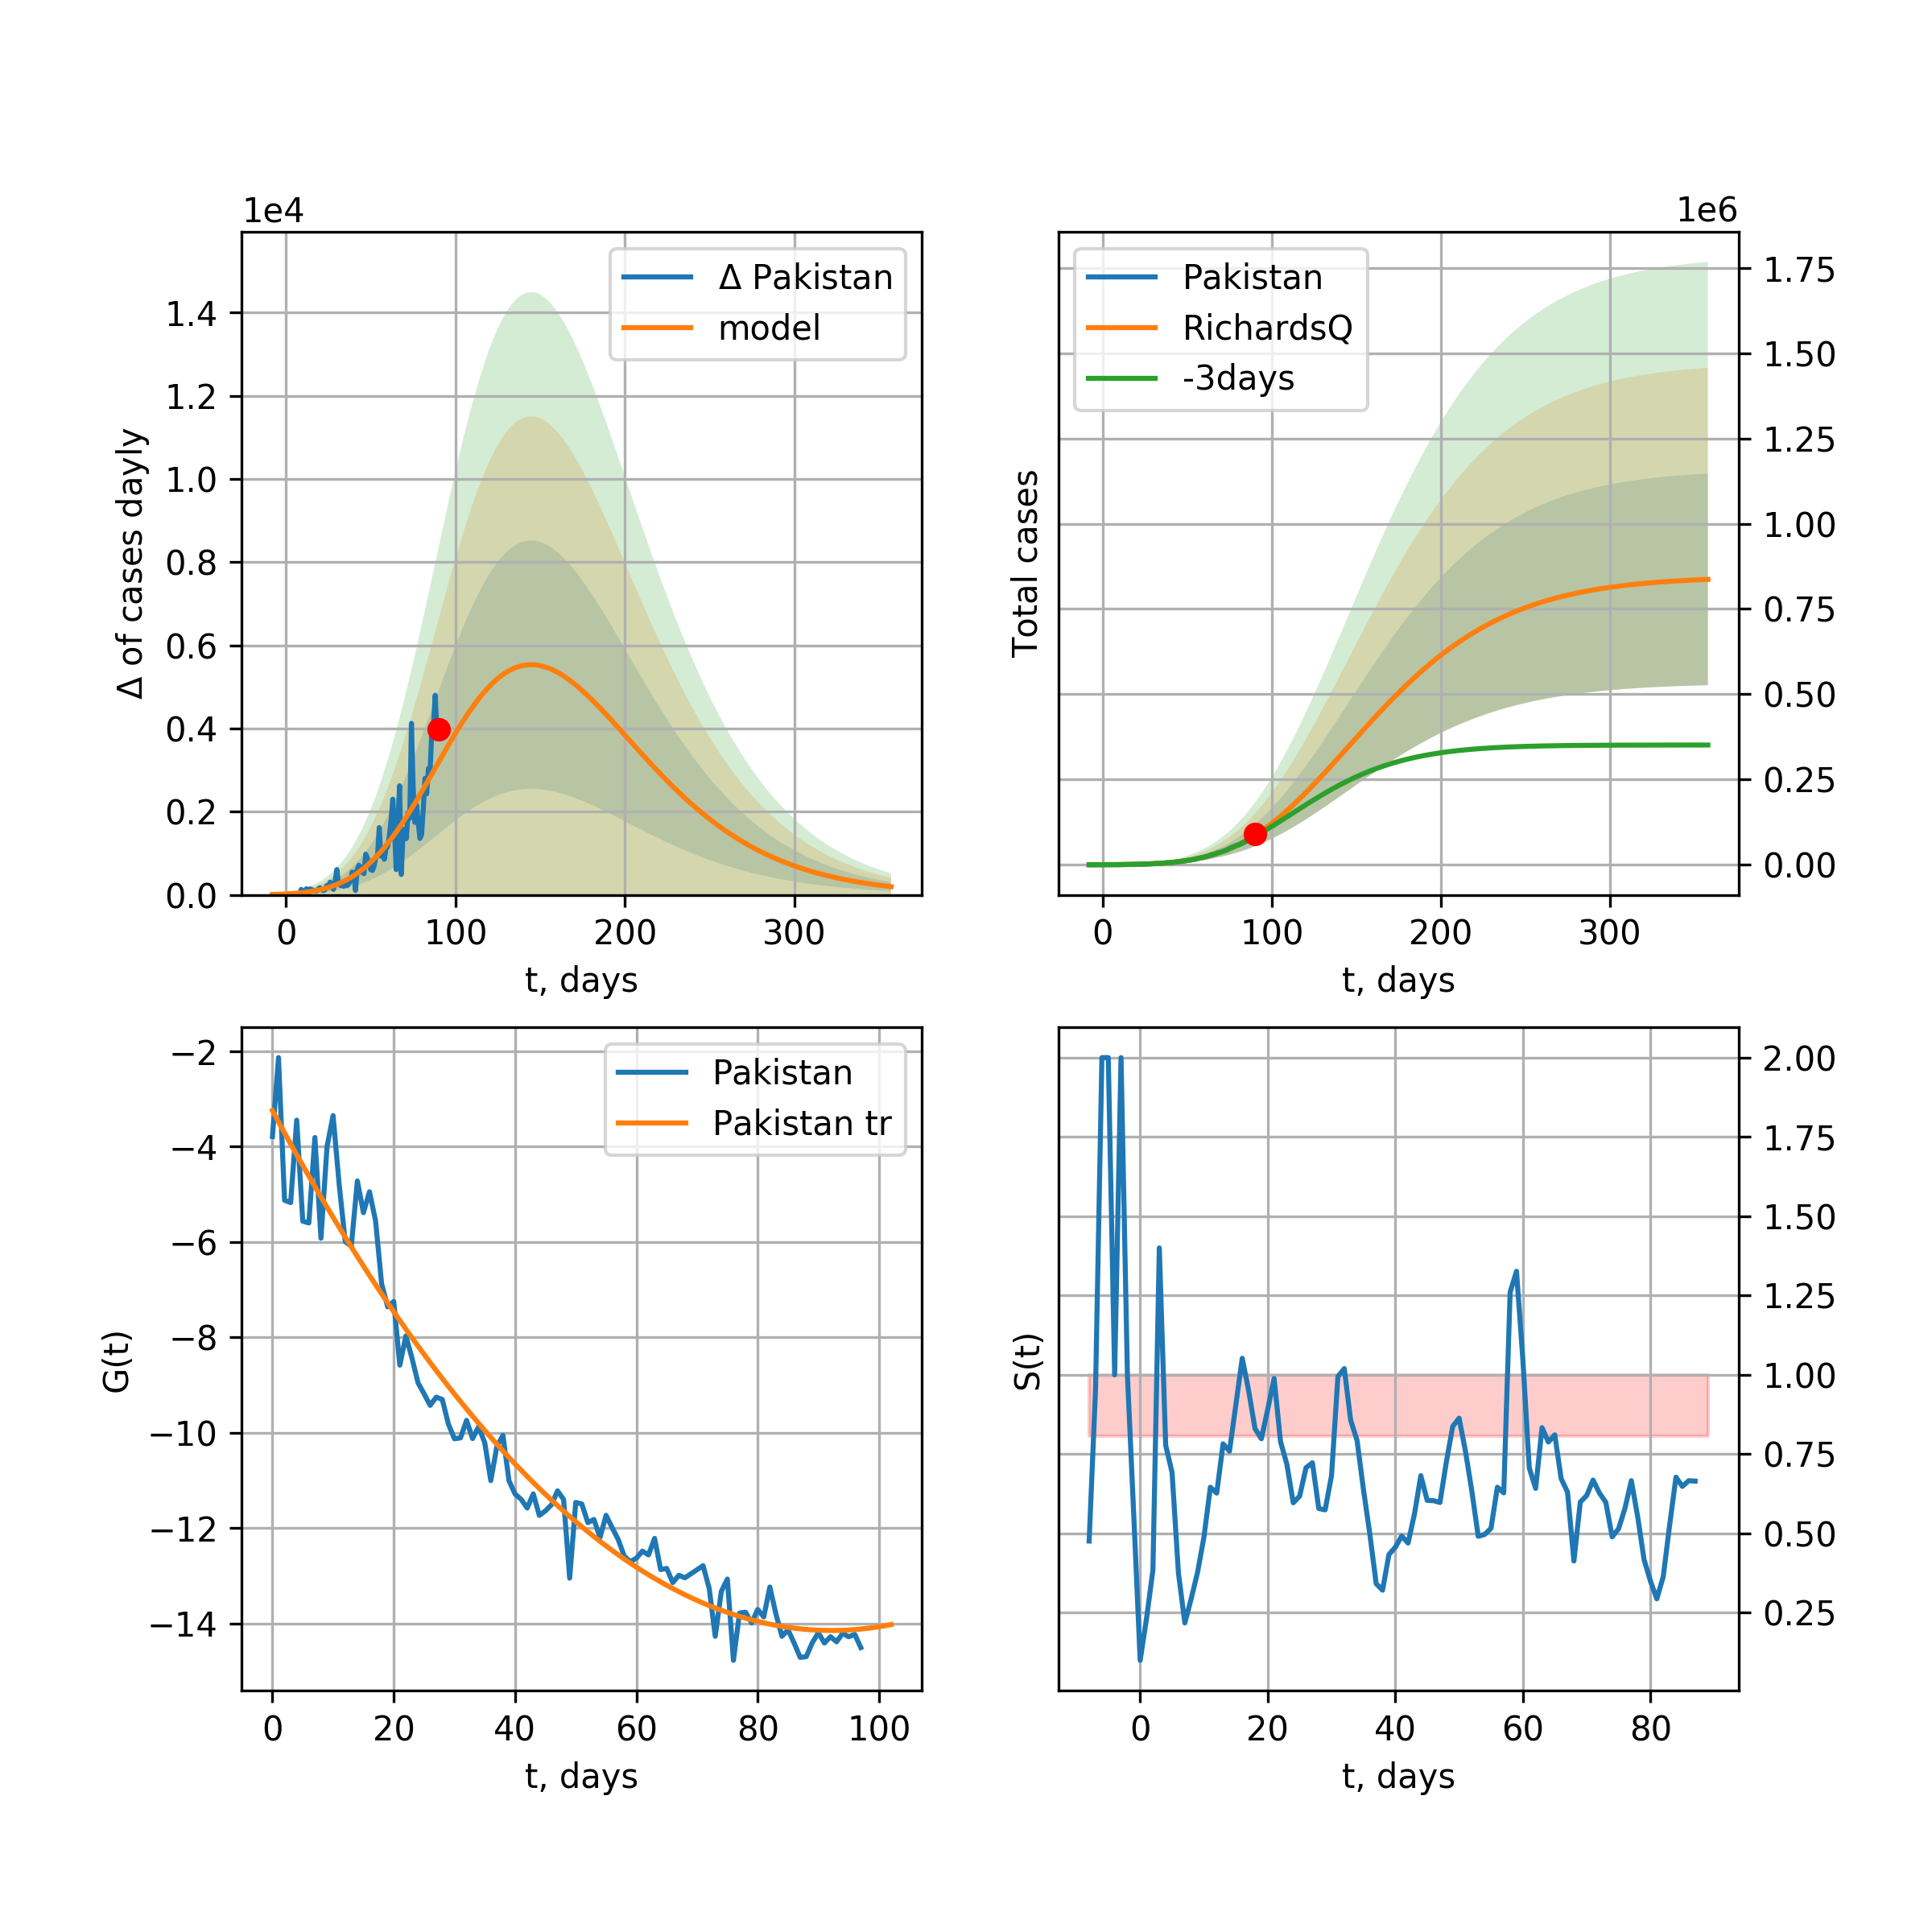 1e4
Δ Pakistan
model
1.4
1.2
1.0
0.8
0.6
0.4
0.2
0.0
Δ of cases dayly
0 100 200 300
t, days
1e6
Pakistan
RichardsQ
-3days
1.75
1.50
1.25
1.00
0.75
0.50
0.25
0.00
Total cases
0 100 200 300
t, days
Pakistan
Pakistan tr
−2
−4
−6
−8
−10
−12
−14
G(t)
0 20 40 60 80 100
t, days
2.00
1.75
1.50
1.25
1.00
0.75
0.50
0.25
S(t)
0 20 40 60 80
t, days